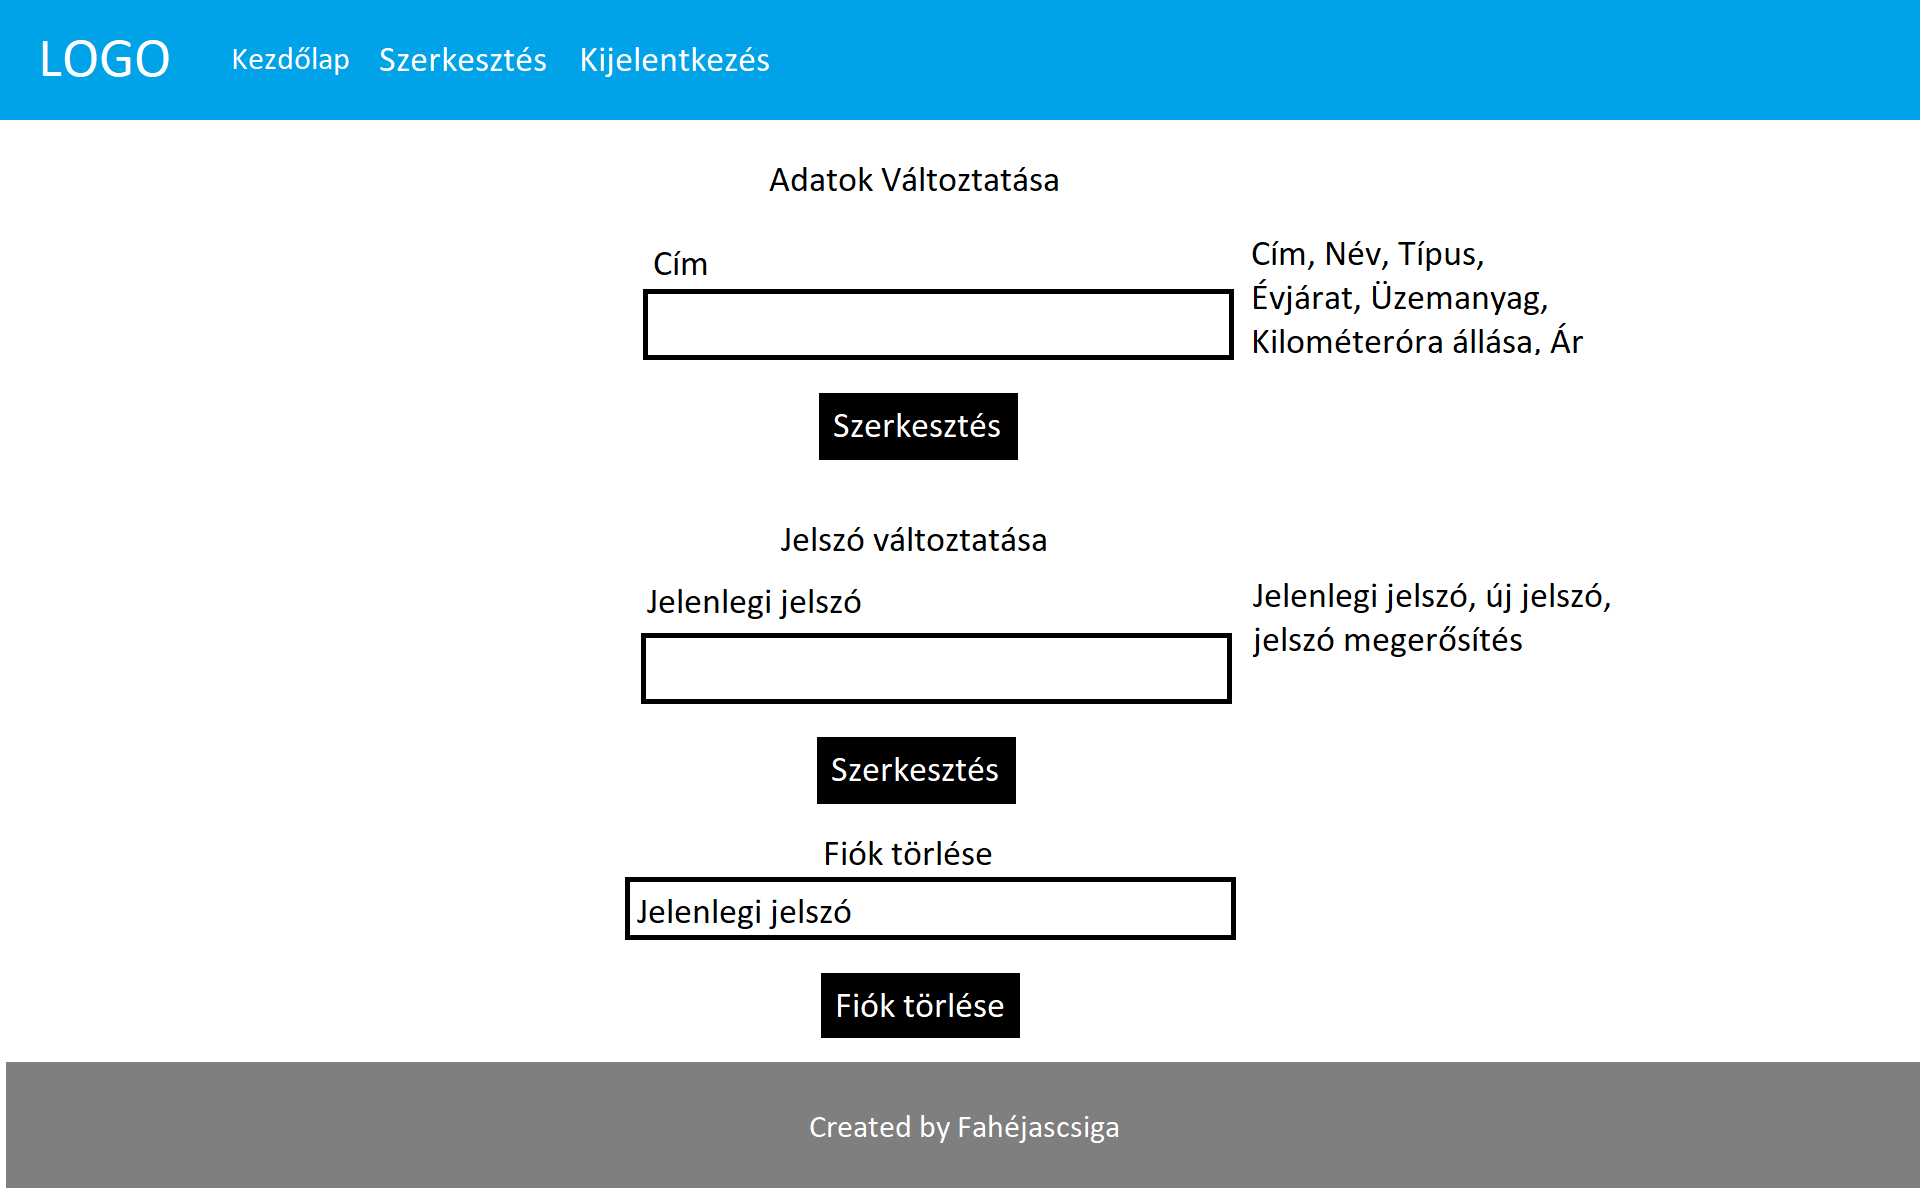 LOGO Kezdőlap Szerkesztés Kijelentkezés
Adatok Változtatása
Cím
Cím, Név, Típus,
Évjárat, Üzemanyag,
Kilométeróra állása, Ár
Szerkesztés
Jelszó változtatása
Jelenlegi jelszó
Jelenlegi jelszó, új jelszó,
jelszó megerősítés
Szerkesztés
Fiók törlése
Jelenlegi jelszó
Fiók törlése
Created by Fahéjascsiga